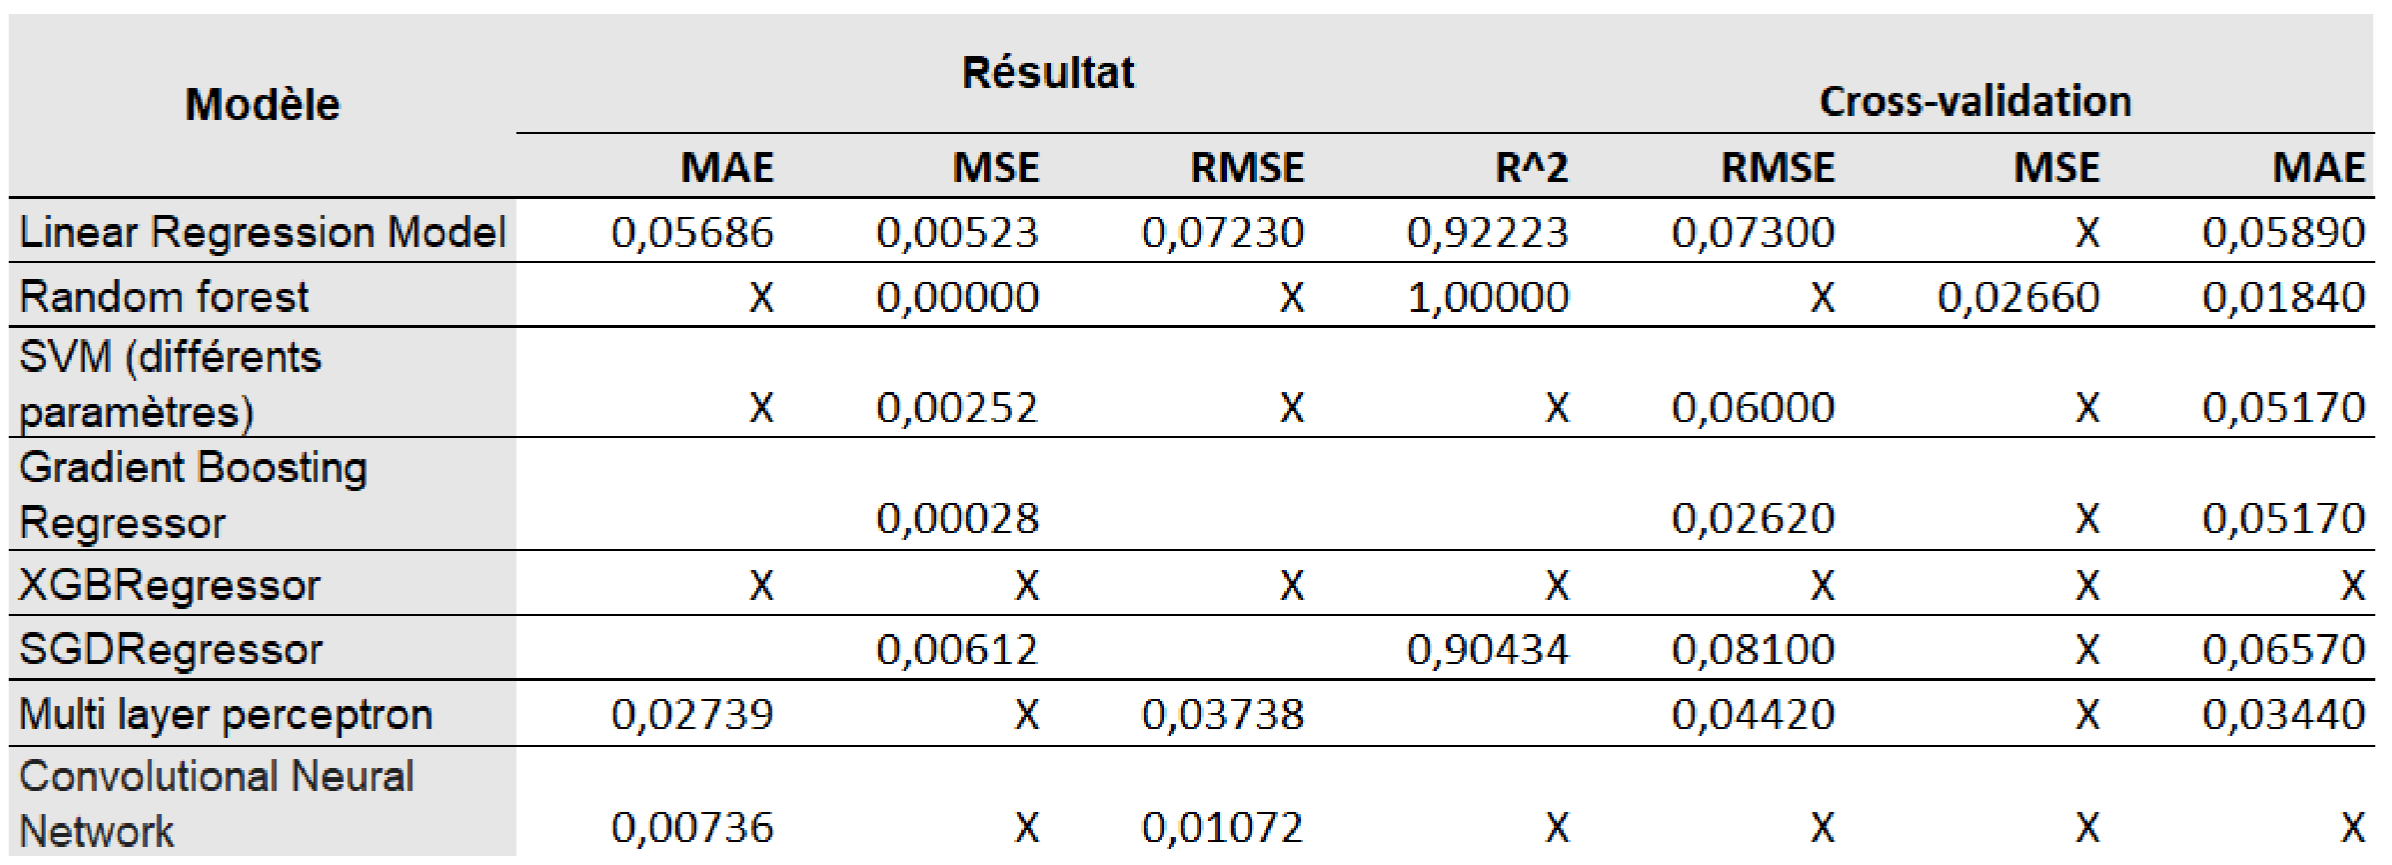 Modèle Résultat Cross-validation
MAE MSE RMSE R^2 RMSE MSE MAE
Linear Regression Model 0,05686 0,00523 0,07230 0,92223 0,07300 X 0,05890
Random forest X 0,00000 X 1,00000 X 0,02660 0,01840
SVM (différents
paramètres) X 0,00252 X X 0,06000 X 0,05170
Gradient Boosting
Regressor 0,00028 0,02620 X 0,05170
XGBRegressor X X X X X X X
SGDRegressor 0,00612 0,90434 0,08100 X 0,06570
Multi layer perceptron 0,02739 X 0,03738 0,04420 X 0,03440
Convolutional Neural
Network 0,00736 X 0,01072 X X X X